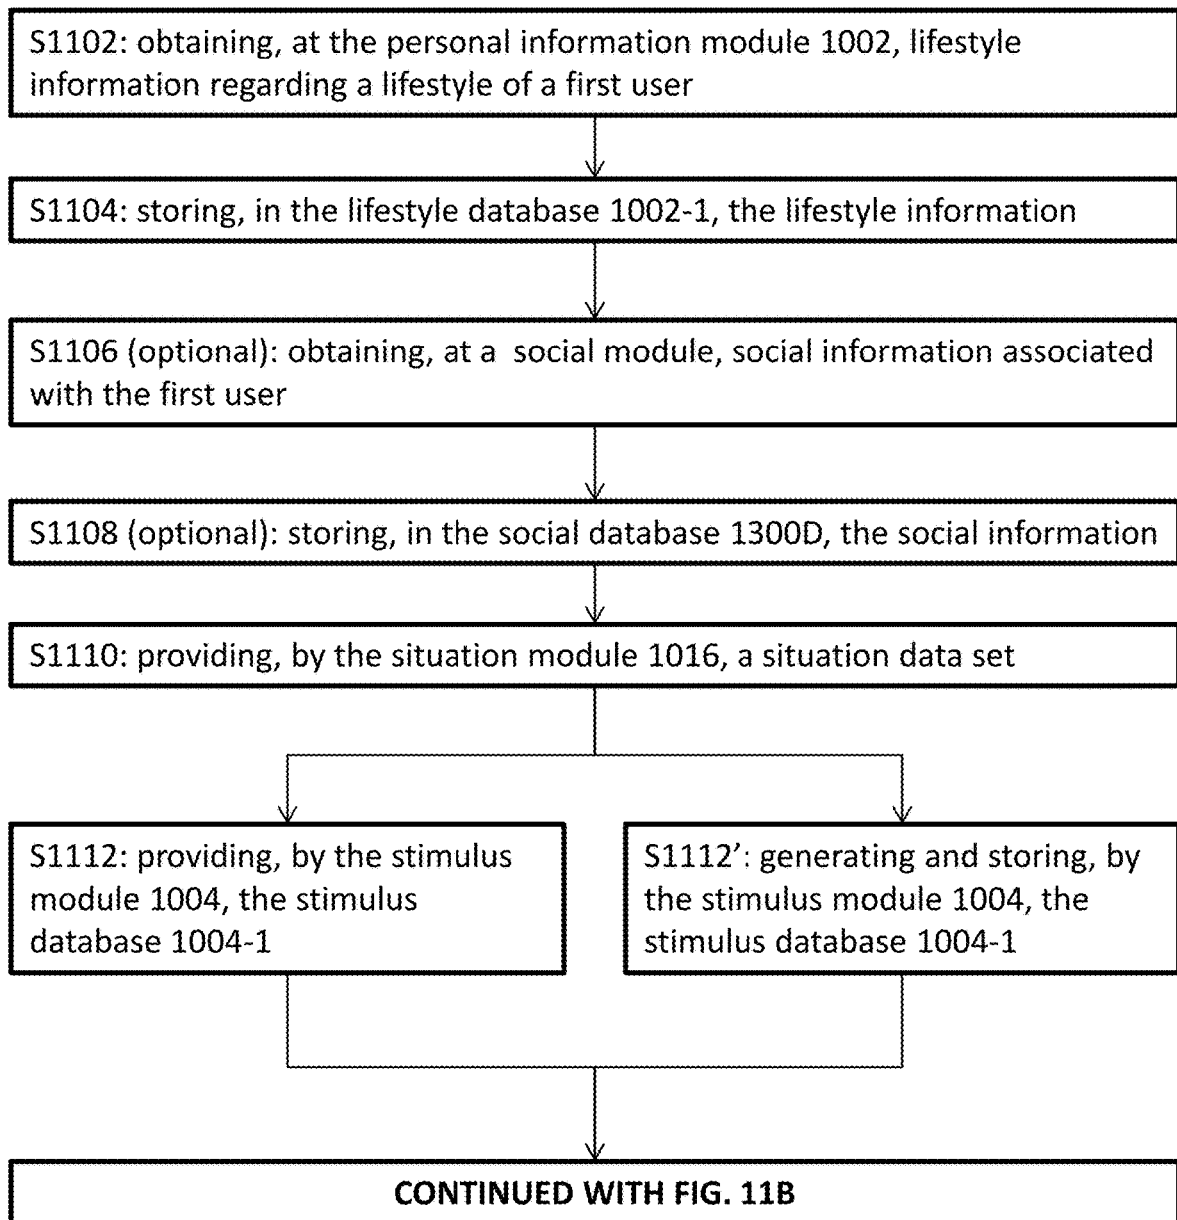 S1102: obtaining, at the personal information module 1002, lifestyle
information regarding a lifestyle of a first user
S1104: storing, in the lifestyle database 1002-1, the lifestyle information
S1106 (optional): obtaining, at a social module, social information associated
with the first user
S1108 (optional): storing, in the social database 1300D, the social information
S1110: providing, by the situation module 1016, a situation data set
S1112: providing, by the stimulus
module 1004, the stimulus
database 1004-1
S1112’: generating and storing, by
the stimulus module 1004, the
stimulus database 1004-1
CONTINUED WITH FIG. 11B